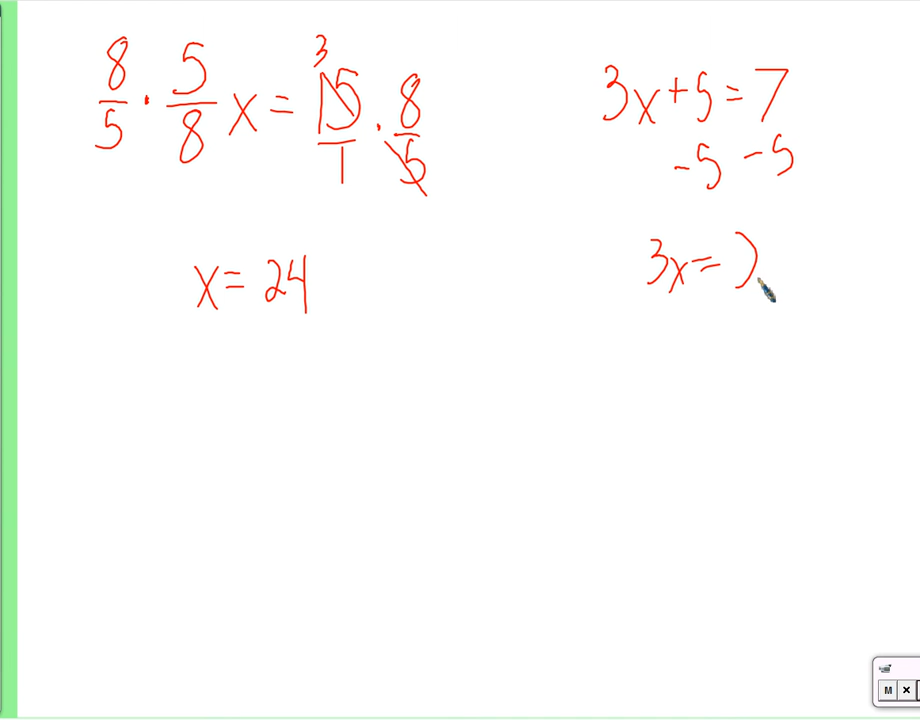 8/5 · 5/8 x = 15/1 · 8/5
3
x = 24
3x + 5 = 7
-5 -5
3x =
M